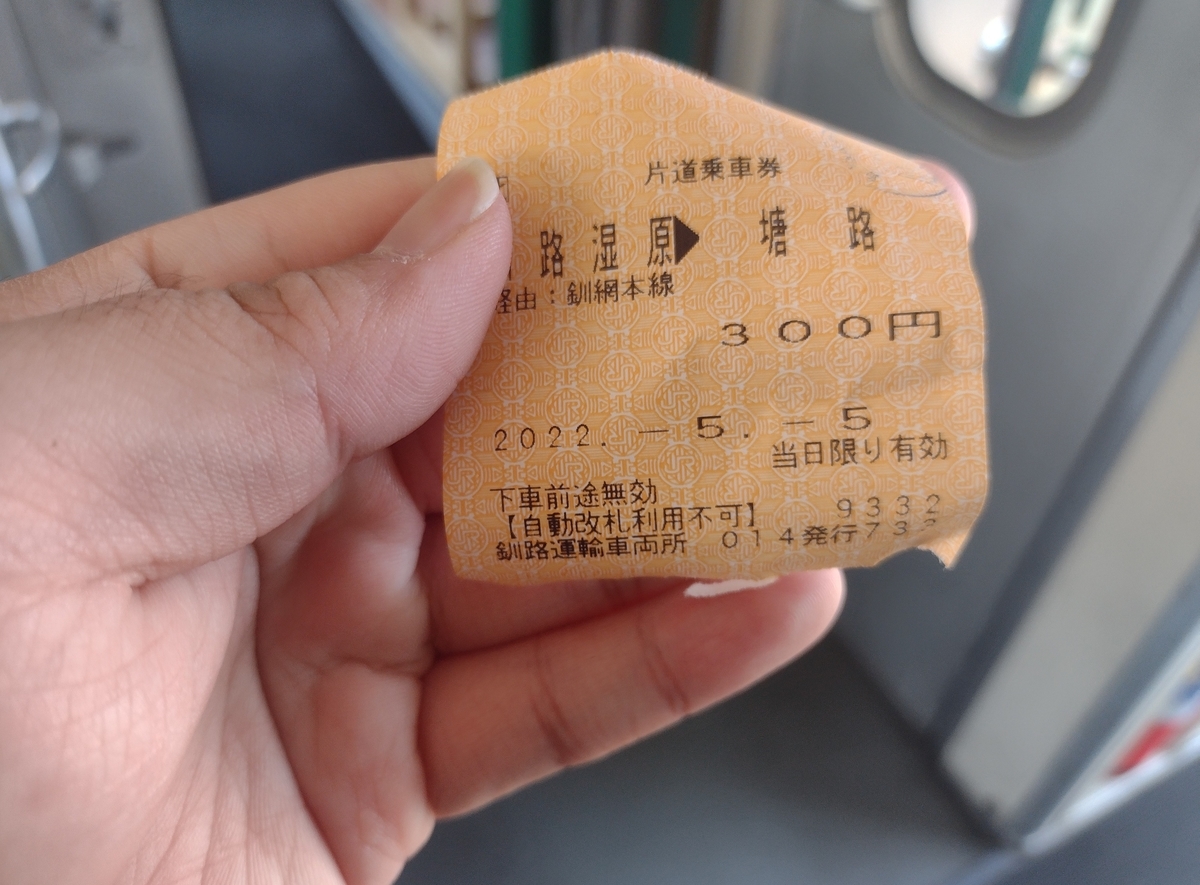 片道乗車券
路湿原▶塘路
経由：釧網本線
３００円
2022.－5.－5
当日限り有効
下車前途無効
【自動改札利用不可】 9332
釧路運輸車両所 014発行733